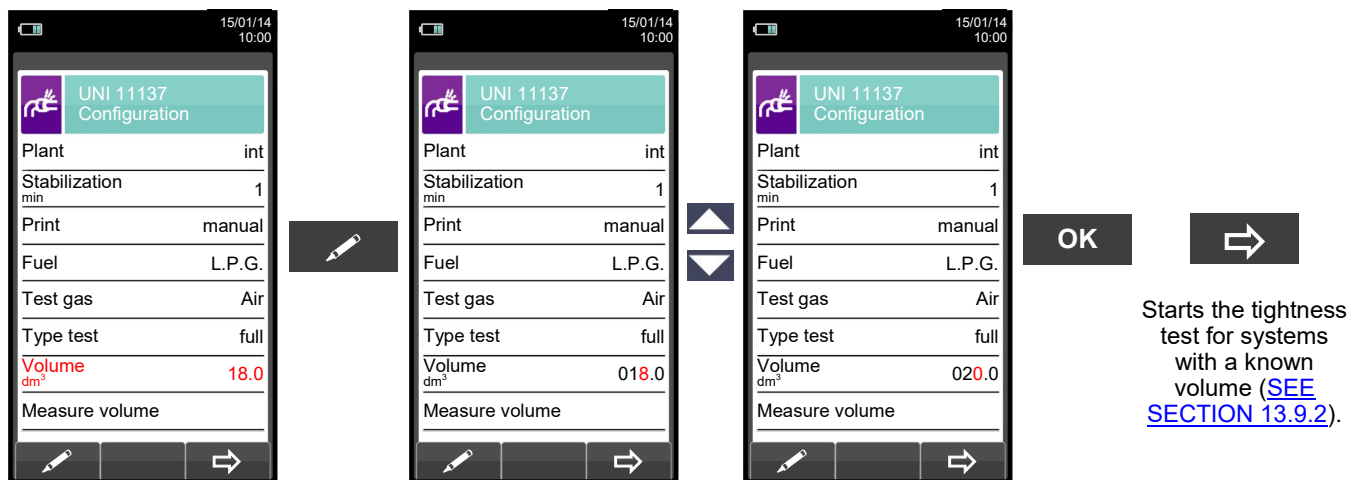 15/01/14
10:00
UNI 11137
Configuration
Plant int
Stabilization
min 1
Print manual
Fuel L.P.G.
Test gas Air
Type test full
Volume
dm³ 18.0
Measure volume
15/01/14
10:00
UNI 11137
Configuration
Plant int
Stabilization
min 1
Print manual
Fuel L.P.G.
Test gas Air
Type test full
Volume
dm³ 018.0
Measure volume
15/01/14
10:00
UNI 11137
Configuration
Plant int
Stabilization
min 1
Print manual
Fuel L.P.G.
Test gas Air
Type test full
Volume
dm³ 020.0
Measure volume
OK
Starts the tightness
test for systems
with a known
volume (SEE
SECTION 13.9.2).